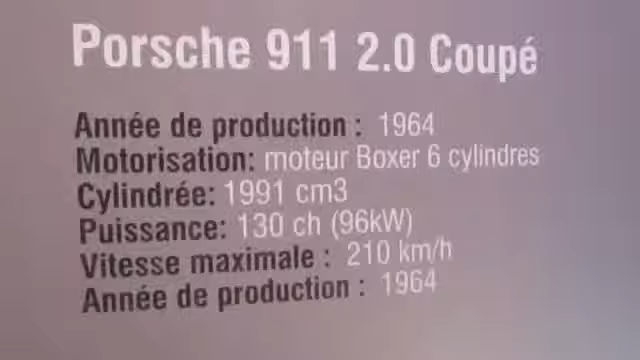 Porsche 911 2.0 Coupé
Année de production : 1964
Motorisation: moteur Boxer 6 cylindres
Cylindrée: 1991 cm3
Puissance: 130 ch (96kW)
Vitesse maximale : 210 km/h
Année de production : 1964